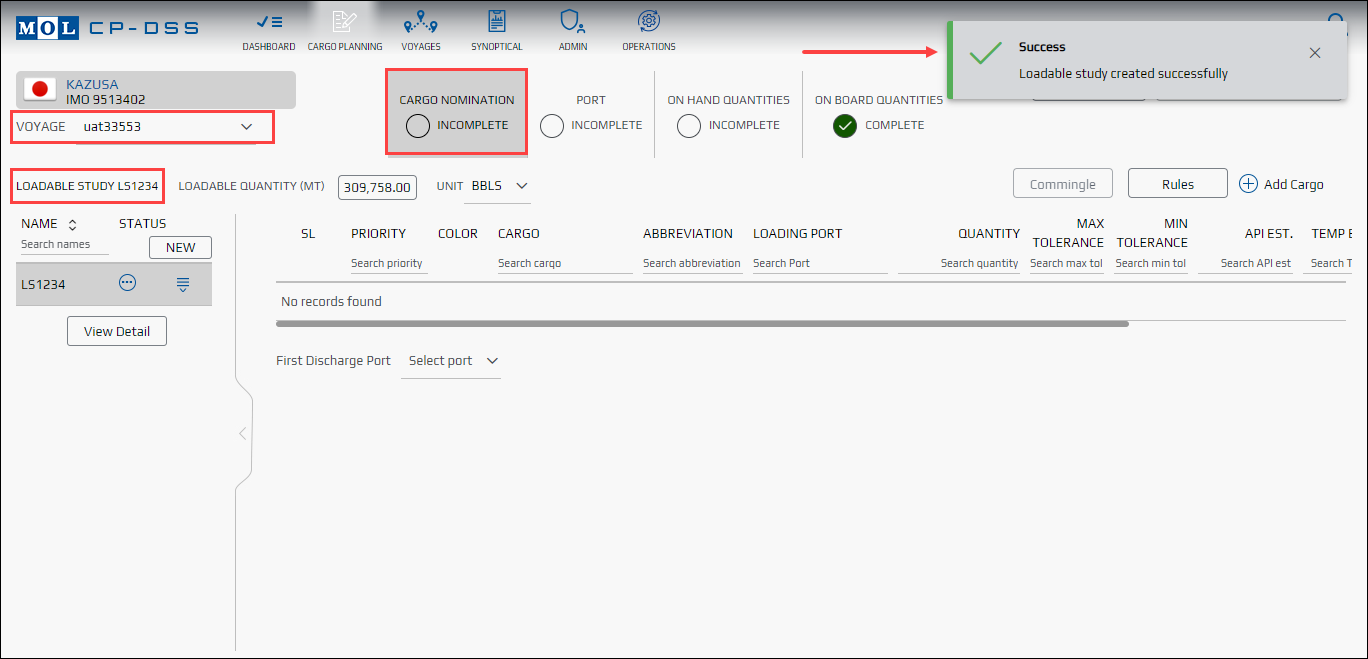 MOL CP-DSS
DASHBOARD
CARGO PLANNING
VOYAGES
SYNOPTICAL
ADMIN
OPERATIONS
Success
Loadable study created successfully
KAZUSA
IMO 9513402
VOYAGE uat33553
CARGO NOMINATION
INCOMPLETE
PORT
INCOMPLETE
ON HAND QUANTITIES
INCOMPLETE
ON BOARD QUANTITIES
COMPLETE
LOADABLE STUDY LS1234
LOADABLE QUANTITY (MT) 309,758.00
UNIT BBLS
Commingle
Rules
Add Cargo
NAME
Search names
STATUS
NEW
LS1234
View Detail
SL
PRIORITY
Search priority
COLOR
CARGO
Search cargo
ABBREVIATION
Search abbreviation
LOADING PORT
Search Port
QUANTITY
Search quantity
MAX
TOLERANCE
Search max tol
MIN
TOLERANCE
Search min tol
API EST.
Search API est
TEMP E
Search T
No records found
First Discharge Port Select port